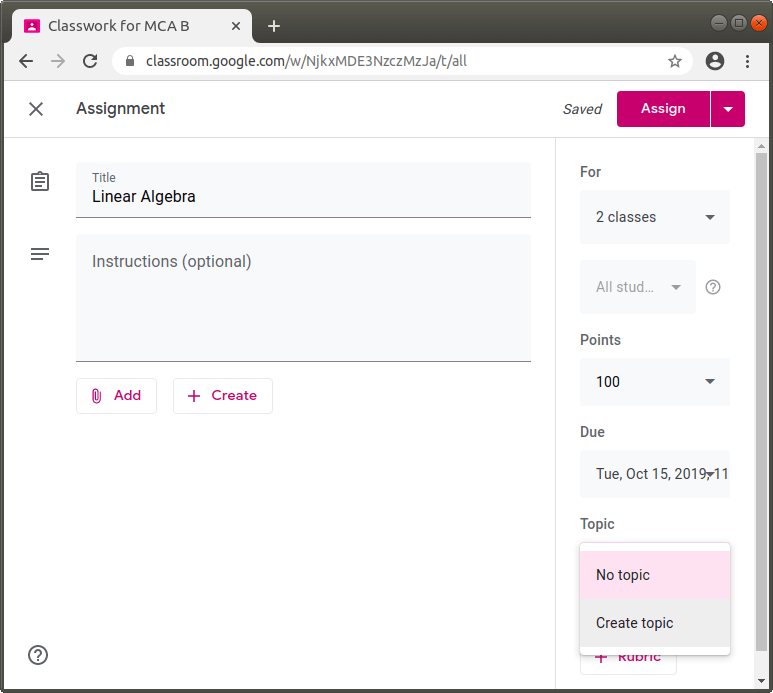 Classwork for MCA B
classroom.google.com/w/NjkxMDE3NzczMzJa/t/all
Assignment
Saved
Assign
Title
Linear Algebra
Instructions (optional)
Add
Create
For
2 classes
All stud...
Points
100
Due
Tue, Oct 15, 2019, 11
Topic
No topic
Create topic
Rubric